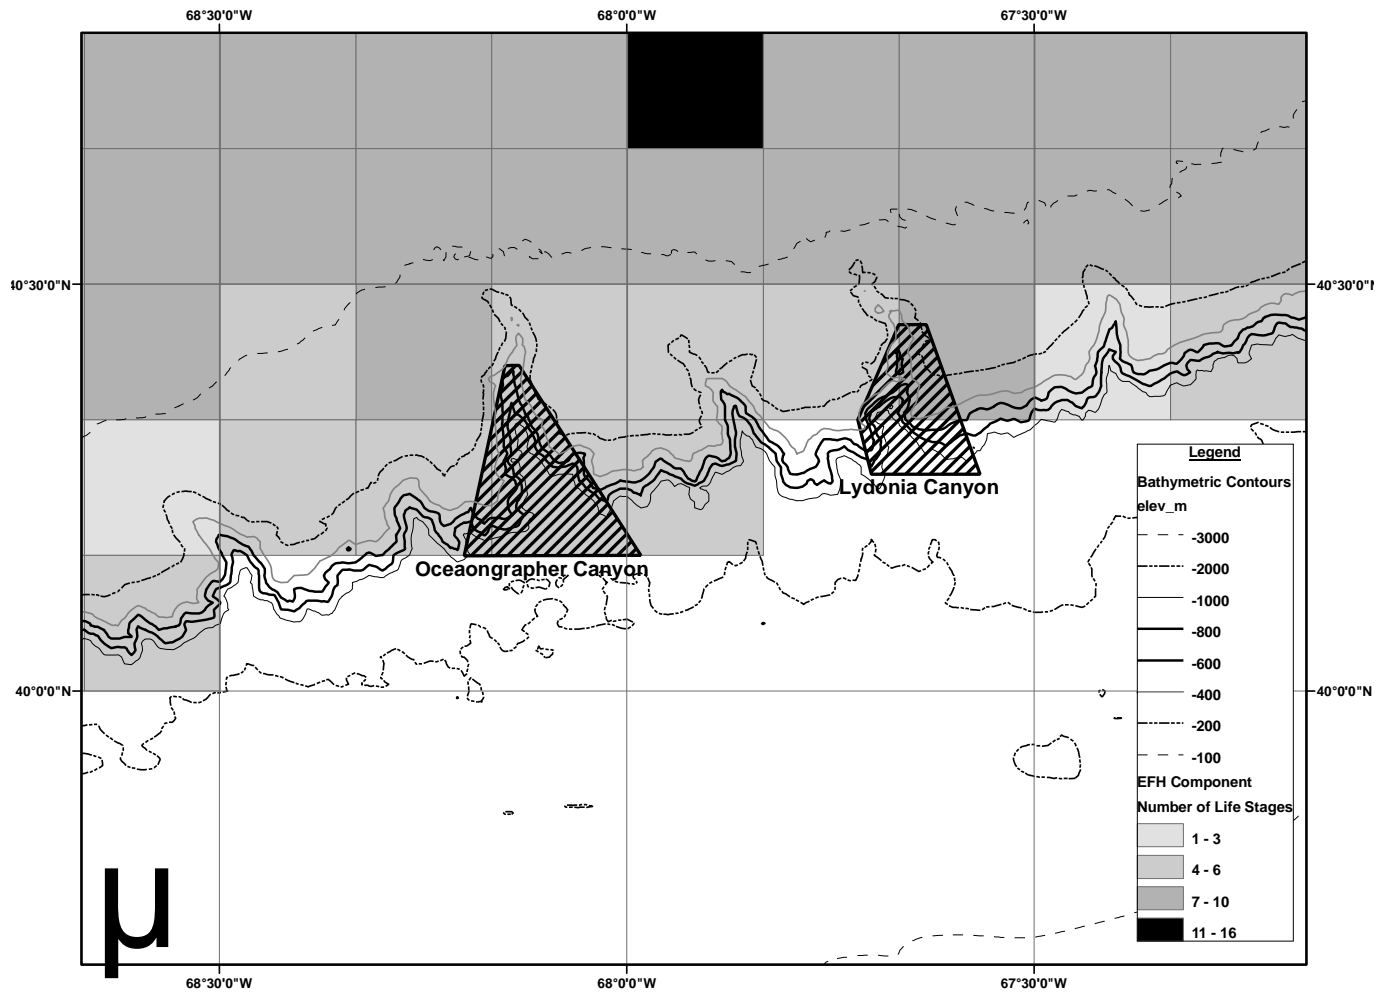 68°30'0"W 68°0'0"W 67°30'0"W
40°30'0"N 40°30'0"N
Lydonia Canyon
Oceaongrapher Canyon
40°0'0"N 40°0'0"N
Legend
Bathymetric Contours
elev_m
-3000
-2000
-1000
-800
-600
-400
-200
-100
EFH Component
Number of Life Stages
1 - 3
4 - 6
7 - 10
11 - 16
µ
68°30'0"W 68°0'0"W 67°30'0"W